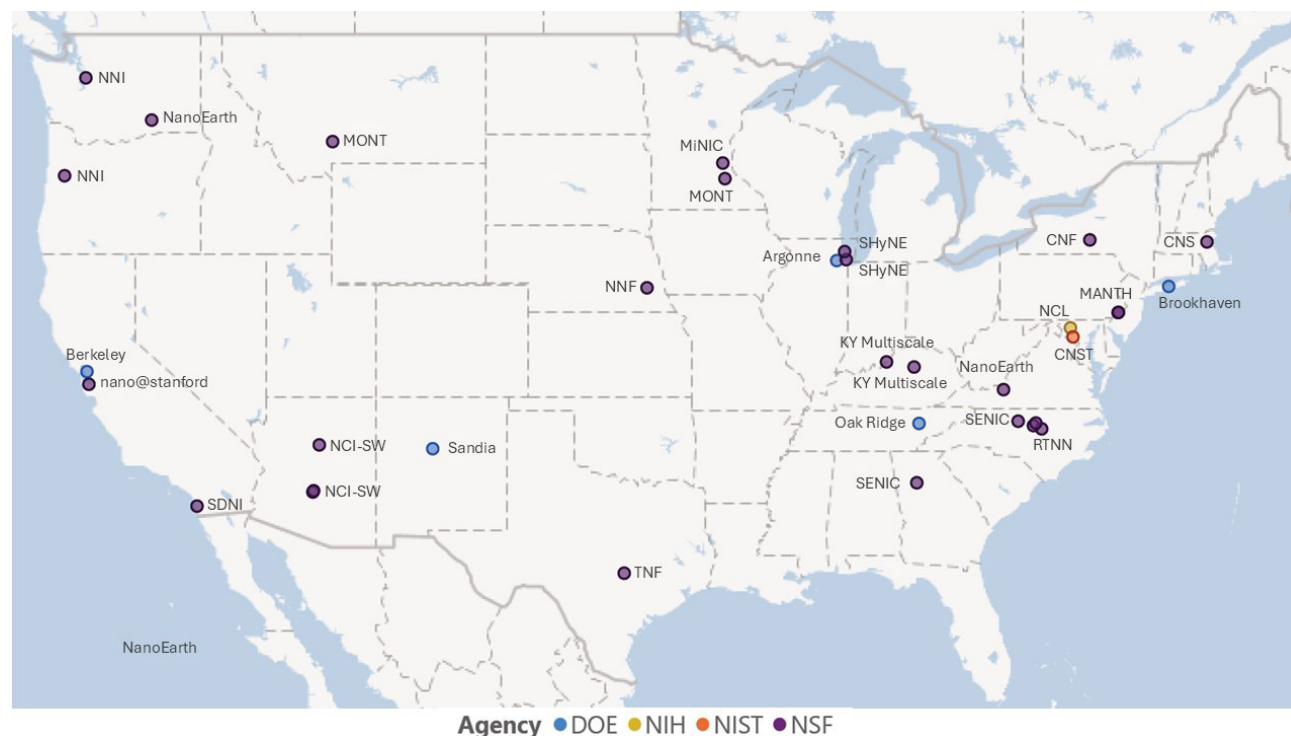 NNI
NanoEarth
MONT
NNI
MiNIC
MONT
SHyNE
Argonne
SHyNE
CNF
CNS
NNF
MANTH
Brookhaven
NCL
CNST
KY Multiscale
KY Multiscale
NanoEarth
Berkeley
nano@stanford
Oak Ridge
SENIC
RTNN
NCI-SW
Sandia
NCI-SW
SENIC
SDNI
TNF
NanoEarth
Agency DOE NIH NIST NSF